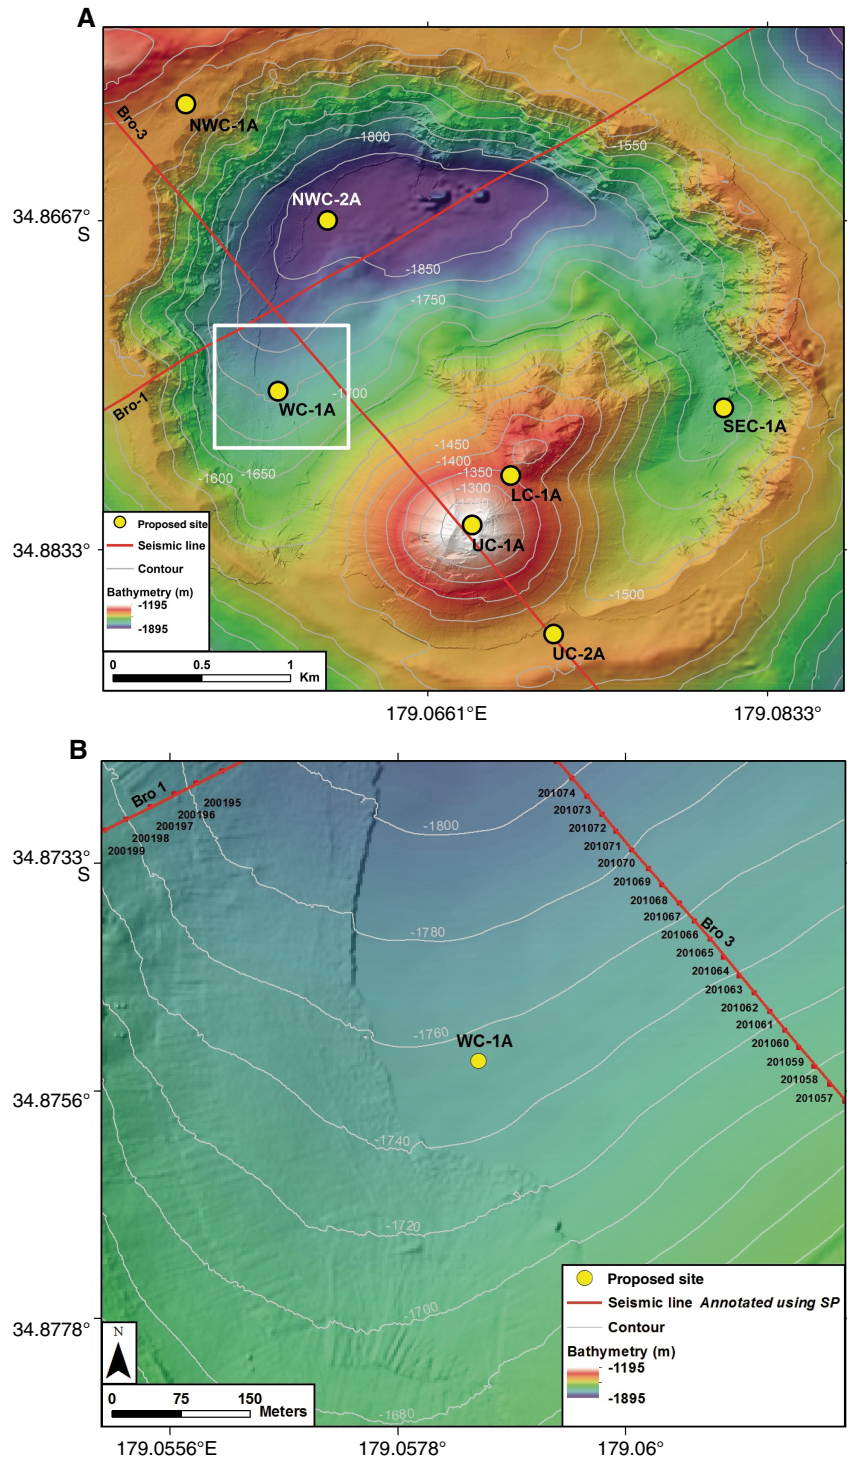 A
Bro-3
NWC-1A
-1800
-1550
NWC-2A
34.8667°
S
-1850
-1750
Bro-1
-1700
WC-1A
SEC-1A
-1450
-1400
-1350
-1300
-1600
-1650
LC-1A
UC-1A
34.8833°
-1500
UC-2A
Proposed site
Seismic line
Contour
Bathymetry (m)
-1195
-1895
0 0.5 1
Km
179.0661°E 179.0833°
B
Bro 1
200195
200196
200197
200198
200199
201074
201073
201072
201071
201070
201069
201068
201067
201066
201065
201064
201063
201062
201061
201060
201059
201058
201057
Bro 3
-1800
34.8733°
S
-1780
-1760
WC-1A
34.8756°
-1740
-1720
-1700
-1680
34.8778°
N
0 75 150
Meters
Proposed site
Seismic line Annotated using SP
Contour
Bathymetry (m)
-1195
-1895
179.0556°E 179.0578° 179.06°